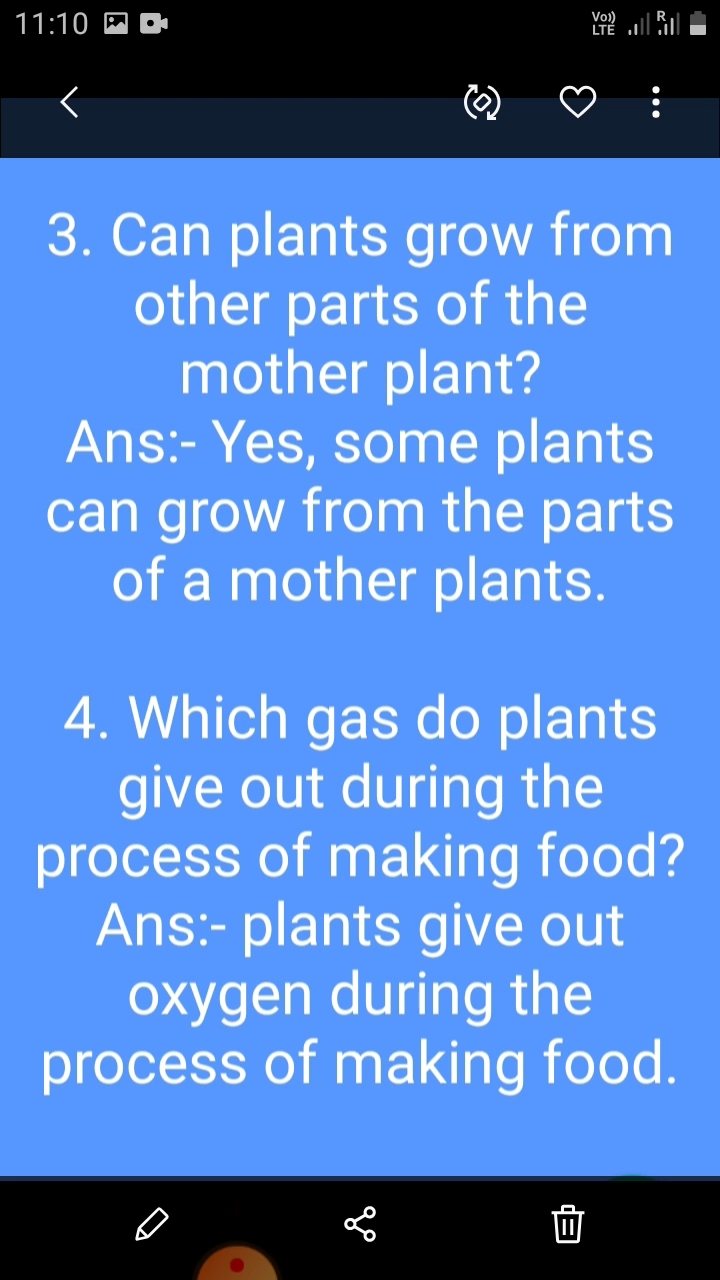 11:10
Vo)) LTE R
3. Can plants grow from
other parts of the
mother plant?
Ans:- Yes, some plants
can grow from the parts
of a mother plants.
4. Which gas do plants
give out during the
process of making food?
Ans:- plants give out
oxygen during the
process of making food.